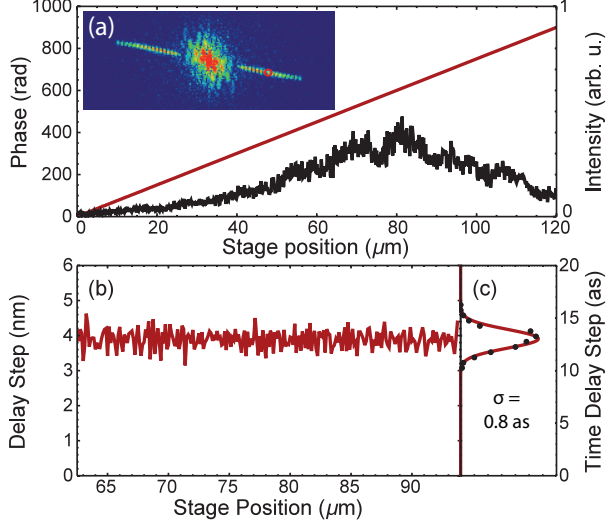 (a)
1000
800
600
400
200
0
Phase (rad)
1
0
Intensity (arb. u.)
0 20 40 60 80 100 120
Stage position (μm)
(b)
6
5
4
3
2
1
0
Delay Step (nm)
65 70 75 80 85 90
Stage Position (μm)
(c)
σ =
0.8 as
20
15
10
5
0
Time Delay Step (as)